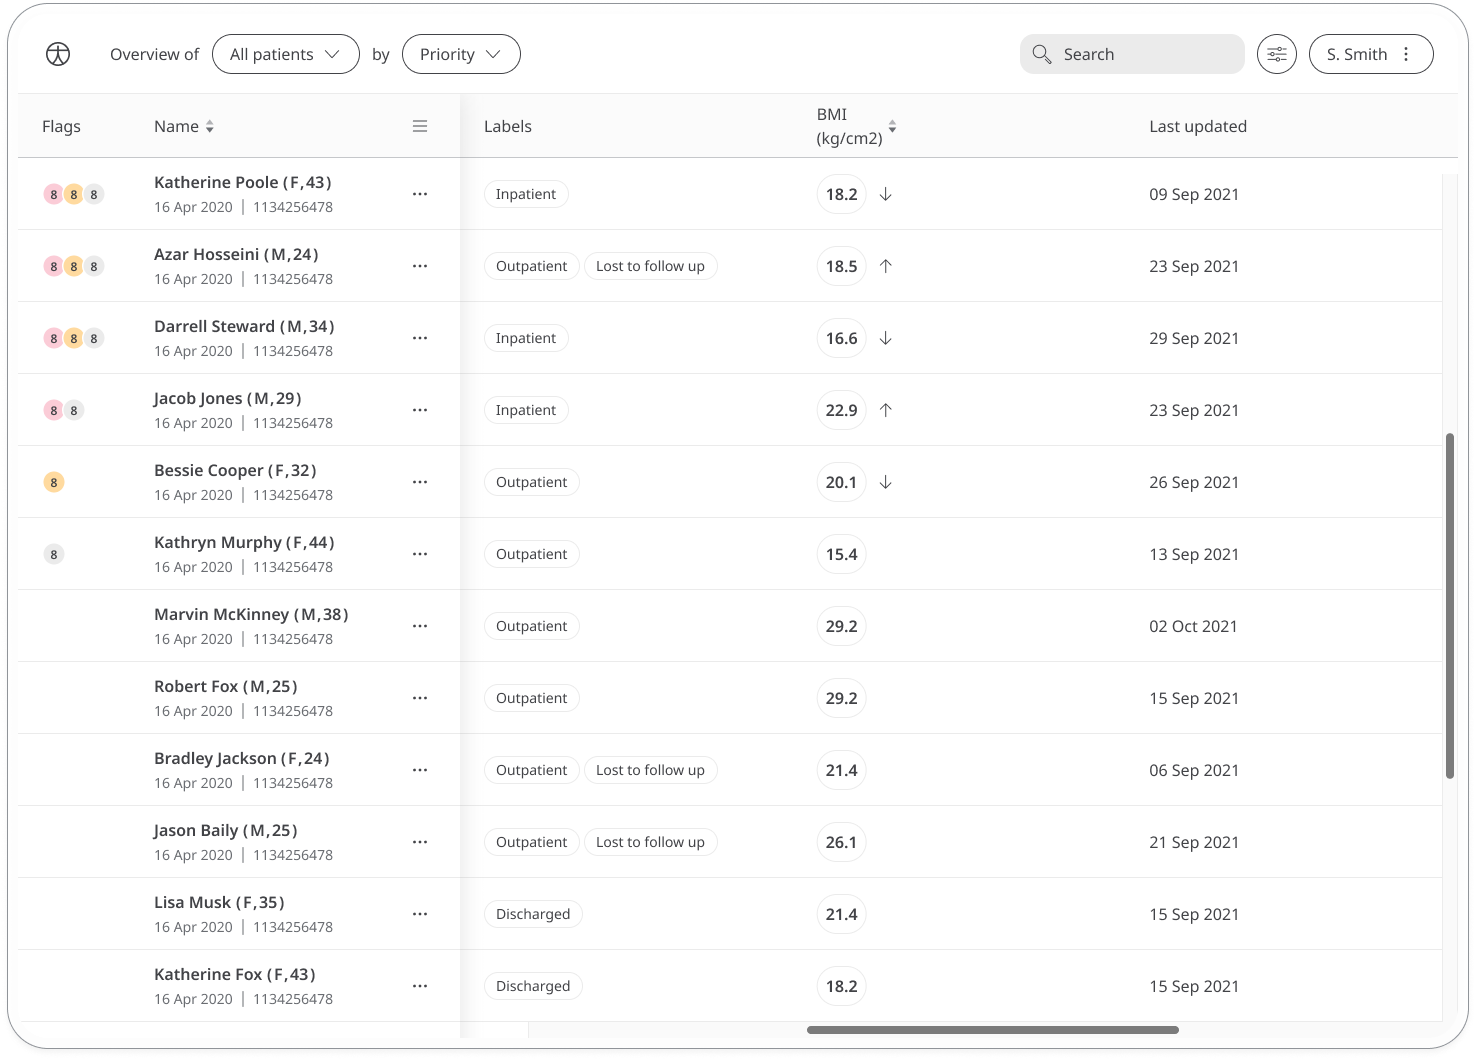 Overview of All patients by Priority Search S. Smith
Flags Name Labels BMI (kg/cm2) Last updated
8 8 8 Katherine Poole (F,43) Inpatient 18.2 ↓ 09 Sep 2021
16 Apr 2020 | 1134256478
8 8 8 Azar Hosseini (M,24) Outpatient Lost to follow up 18.5 ↑ 23 Sep 2021
16 Apr 2020 | 1134256478
8 8 8 Darrell Steward (M,34) Inpatient 16.6 ↓ 29 Sep 2021
16 Apr 2020 | 1134256478
8 8 Jacob Jones (M,29) Inpatient 22.9 ↑ 23 Sep 2021
16 Apr 2020 | 1134256478
8 Bessie Cooper (F,32) Outpatient 20.1 ↓ 26 Sep 2021
16 Apr 2020 | 1134256478
8 Kathryn Murphy (F,44) Outpatient 15.4 13 Sep 2021
16 Apr 2020 | 1134256478
Marvin McKinney (M,38) Outpatient 29.2 02 Oct 2021
16 Apr 2020 | 1134256478
Robert Fox (M,25) Outpatient 29.2 15 Sep 2021
16 Apr 2020 | 1134256478
Bradley Jackson (F,24) Outpatient Lost to follow up 21.4 06 Sep 2021
16 Apr 2020 | 1134256478
Jason Baily (M,25) Outpatient Lost to follow up 26.1 21 Sep 2021
16 Apr 2020 | 1134256478
Lisa Musk (F,35) Discharged 21.4 15 Sep 2021
16 Apr 2020 | 1134256478
Katherine Fox (F,43) Discharged 18.2 15 Sep 2021
16 Apr 2020 | 1134256478